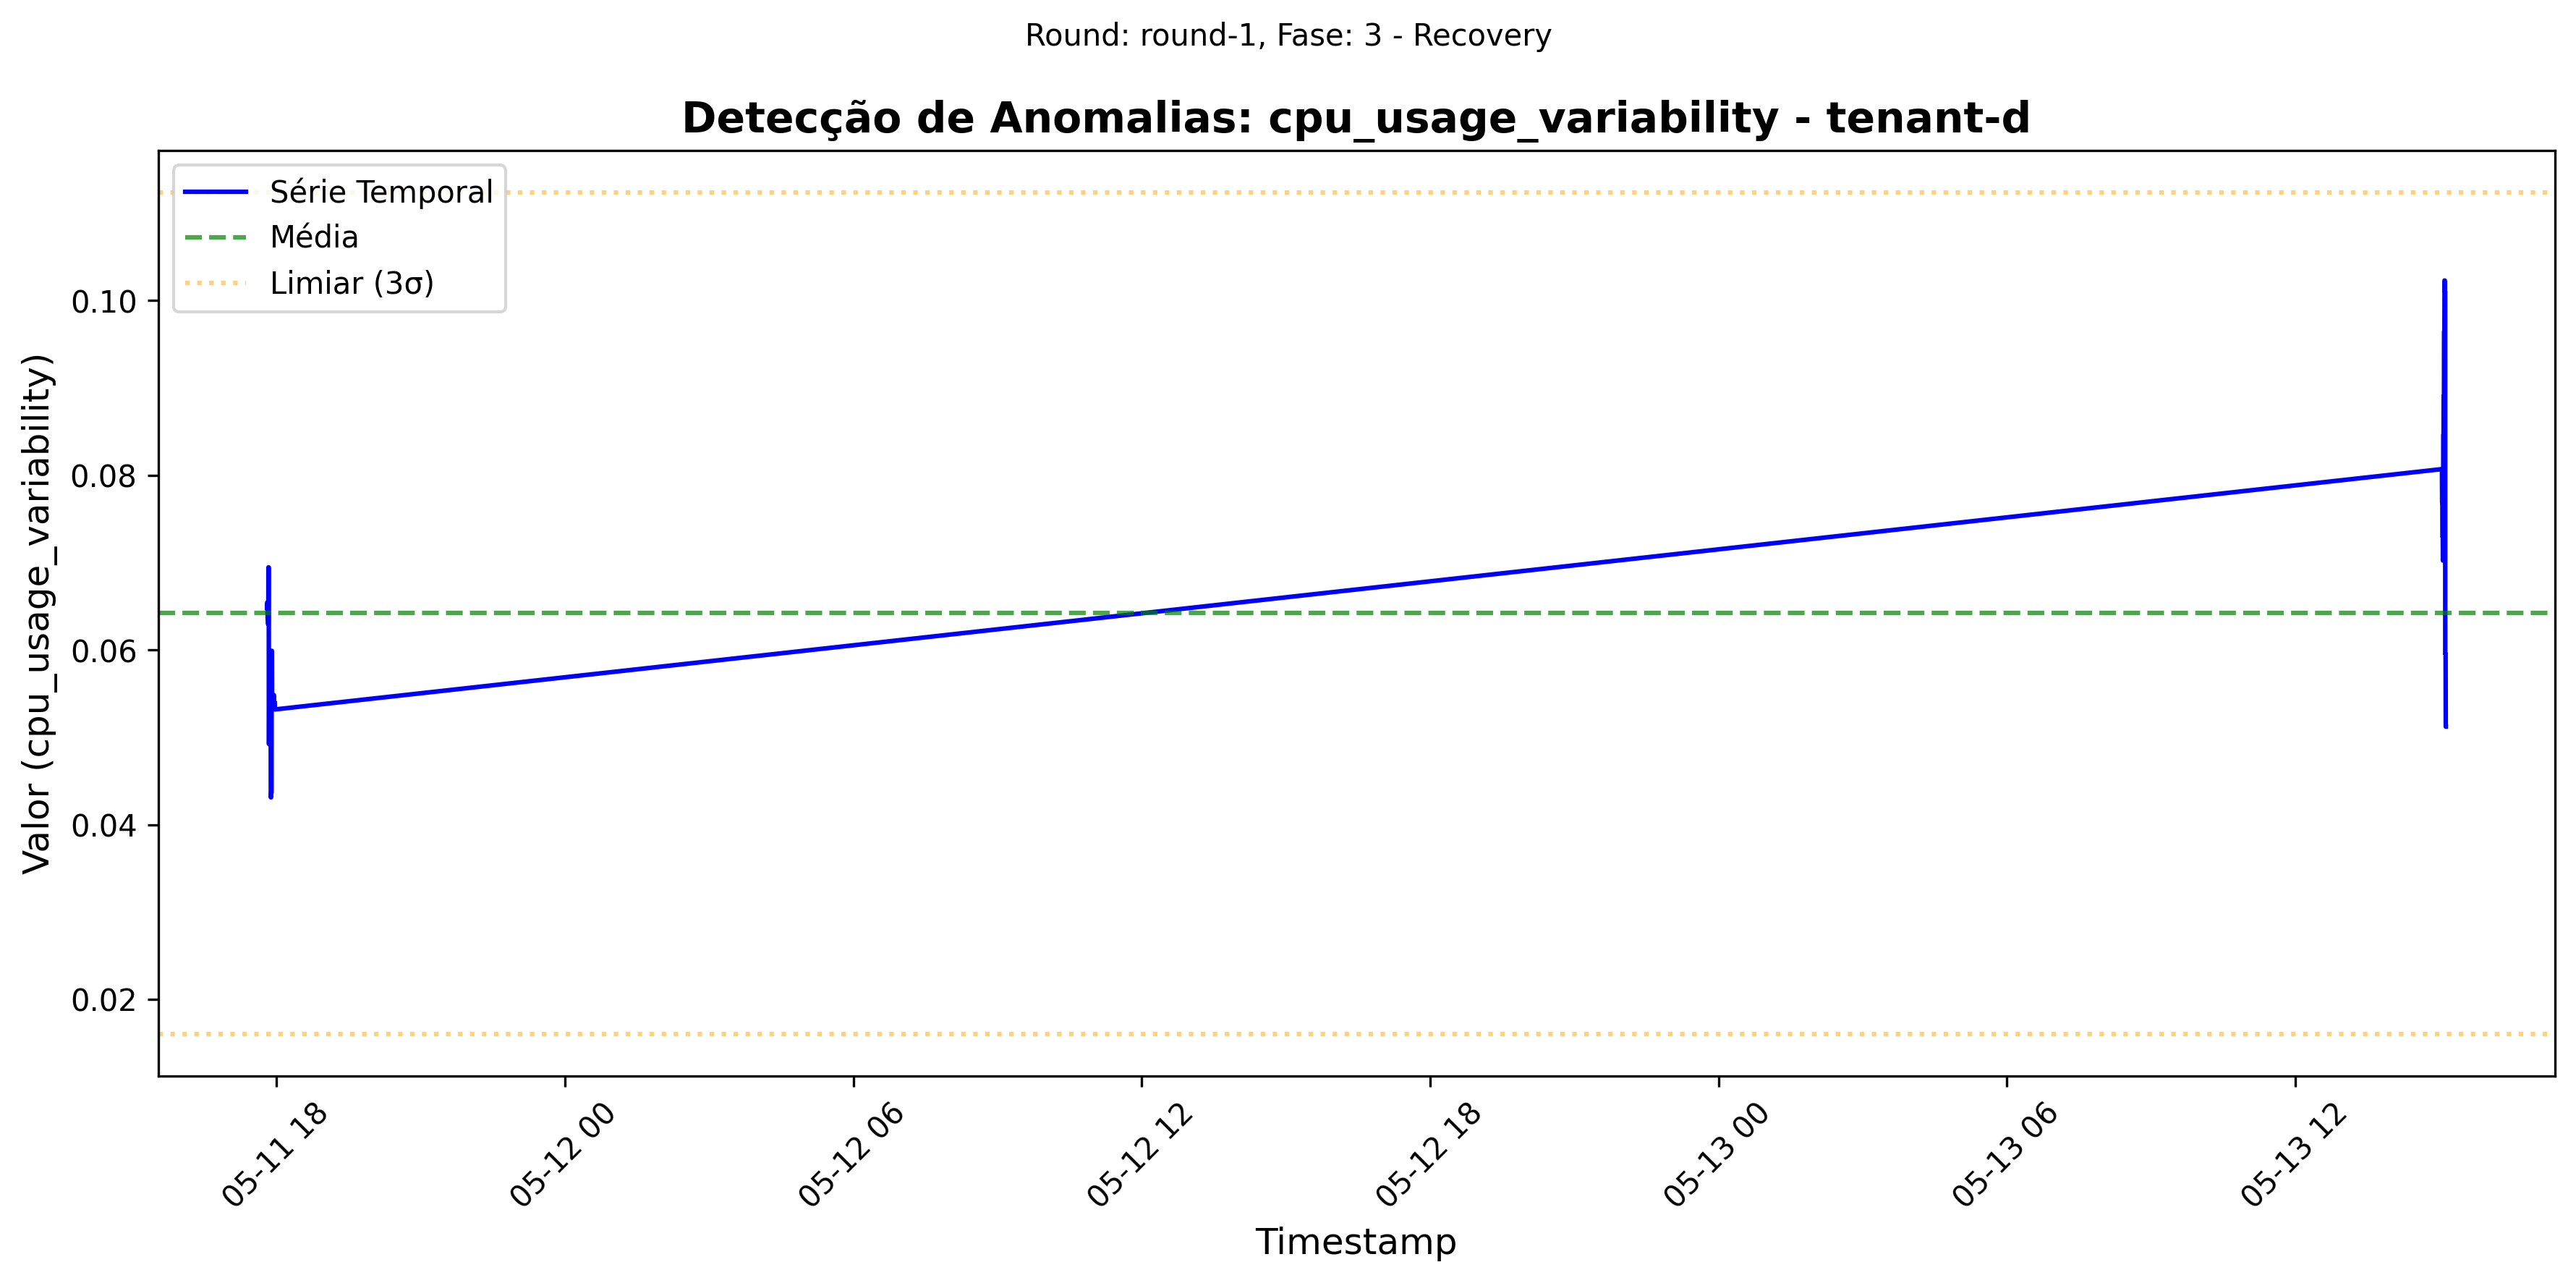 Round: round-1, Fase: 3 - Recovery
Detecção de Anomalias: cpu_usage_variability - tenant-d
Série Temporal
Média
Limiar (3σ)
Valor (cpu_usage_variability)
0.10
0.08
0.06
0.04
0.02
05-11 18
05-12 00
05-12 06
05-12 12
05-12 18
05-13 00
05-13 06
05-13 12
Timestamp